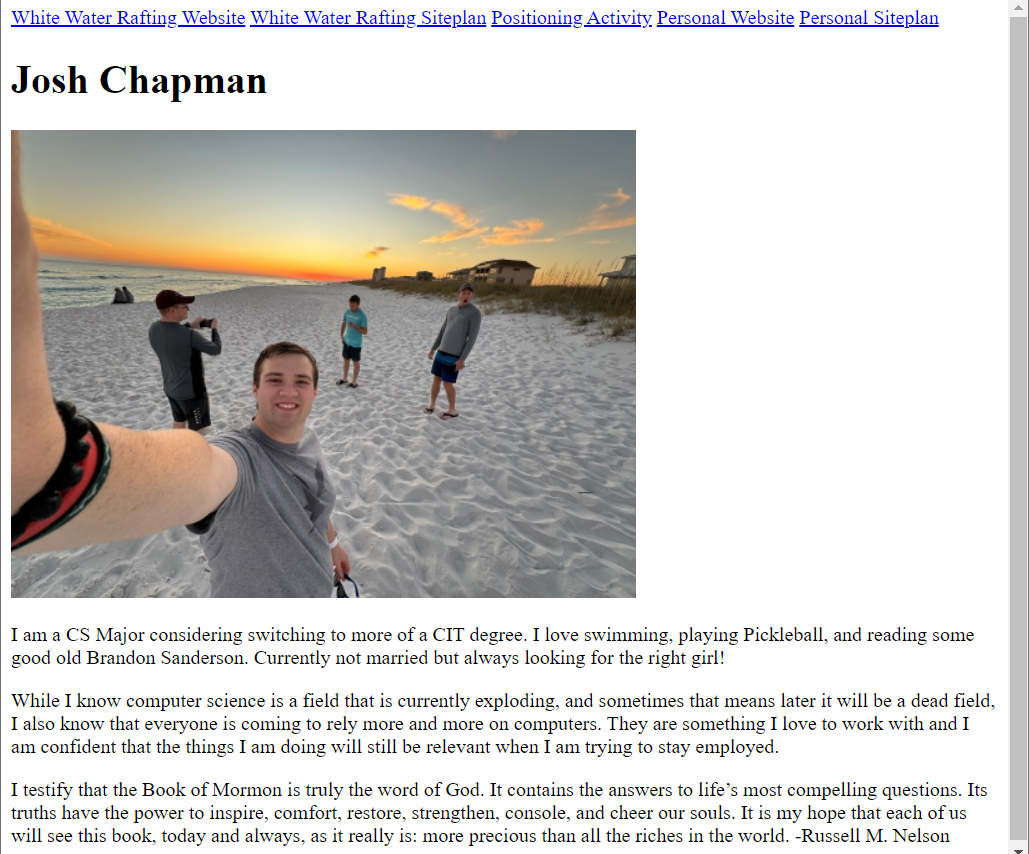 White Water Rafting Website White Water Rafting Siteplan Positioning Activity Personal Website Personal Siteplan
Josh Chapman
I am a CS Major considering switching to more of a CIT degree. I love swimming, playing Pickleball, and reading some
good old Brandon Sanderson. Currently not married but always looking for the right girl!
While I know computer science is a field that is currently exploding, and sometimes that means later it will be a dead field,
I also know that everyone is coming to rely more and more on computers. They are something I love to work with and I
am confident that the things I am doing will still be relevant when I am trying to stay employed.
I testify that the Book of Mormon is truly the word of God. It contains the answers to life’s most compelling questions. Its
truths have the power to inspire, comfort, restore, strengthen, console, and cheer our souls. It is my hope that each of us
will see this book, today and always, as it really is: more precious than all the riches in the world. -Russell M. Nelson